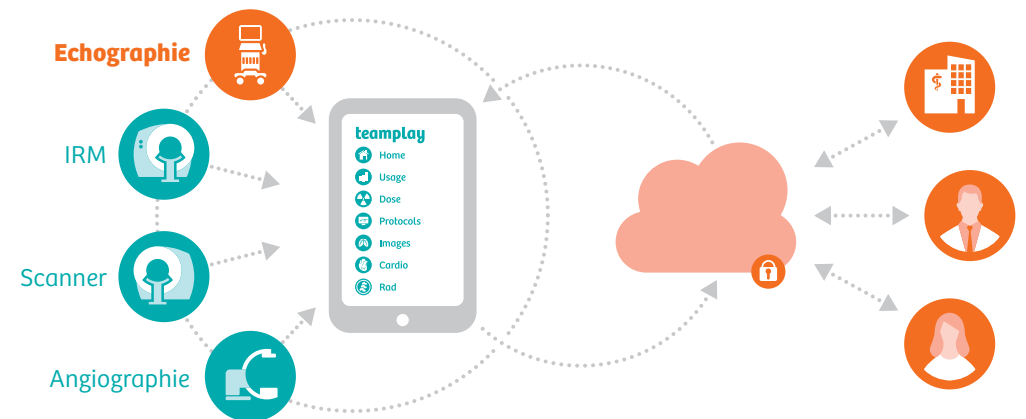 Echographie
IRM
Scanner
Angiographie
teamplay
Home
Usage
Dose
Protocols
Images
Cardio
Rad